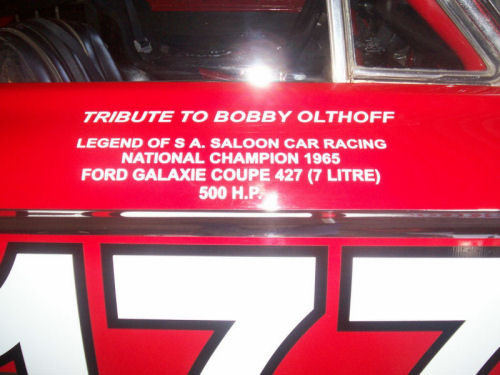 TRIBUTE TO BOBBY OLTHOFF
LEGEND OF S A. SALOON CAR RACING
NATIONAL CHAMPION 1965
FORD GALAXIE COUPE 427 (7 LITRE)
500 H.P.
177